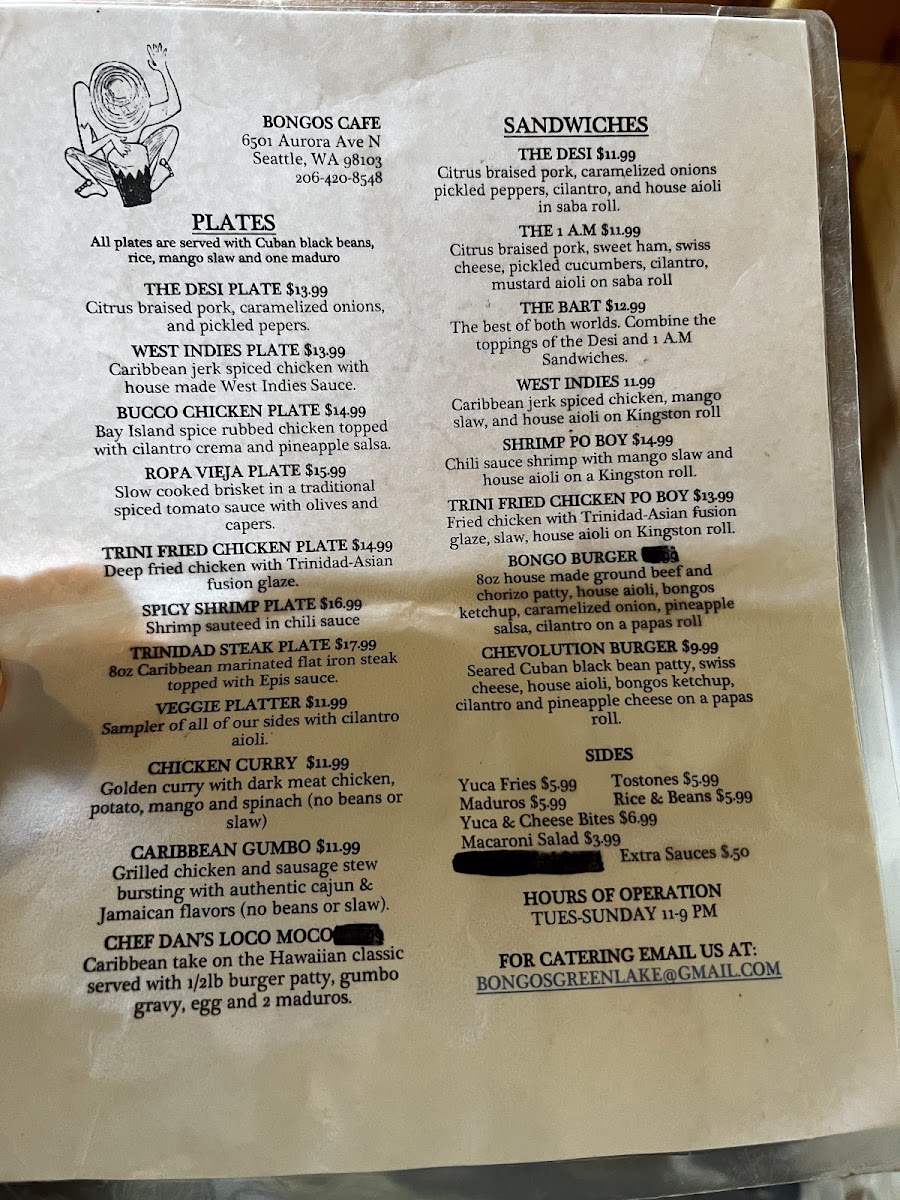 BONGOS CAFE
6501 Aurora Ave N
Seattle, WA 98103
206-420-8548
PLATES
All plates are served with Cuban black beans,
rice, mango slaw and one maduro
THE DESI PLATE $13.99
Citrus braised pork, caramelized onions,
and pickled pepers.
WEST INDIES PLATE $13.99
Caribbean jerk spiced chicken with
house made West Indies Sauce.
BUCCO CHICKEN PLATE $14.99
Bay Island spice rubbed chicken topped
with cilantro crema and pineapple salsa.
ROPA VIEJA PLATE $15.99
Slow cooked brisket in a traditional
spiced tomato sauce with olives and
capers.
TRINI FRIED CHICKEN PLATE $14.99
Deep fried chicken with Trinidad-Asian
fusion glaze.
SPICY SHRIMP PLATE $16.99
Shrimp sauteed in chili sauce
TRINIDAD STEAK PLATE $17.99
8oz Caribbean marinated flat iron steak
topped with Epis sauce.
VEGGIE PLATTER $11.99
Sampler of all of our sides with cilantro
aioli.
CHICKEN CURRY $11.99
Golden curry with dark meat chicken,
potato, mango and spinach (no beans or
slaw)
CARIBBEAN GUMBO $11.99
Grilled chicken and sausage stew
bursting with authentic cajun &
Jamaican flavors (no beans or slaw).
CHEF DAN'S LOCO MOCO
Caribbean take on the Hawaiian classic
served with 1/2lb burger patty, gumbo
gravy, egg and 2 maduros.
SANDWICHES
THE DESI $11.99
Citrus braised pork, caramelized onions
pickled peppers, cilantro, and house aioli
in saba roll.
THE 1 A.M $11.99
Citrus braised pork, sweet ham, swiss
cheese, pickled cucumbers, cilantro,
mustard aioli on saba roll
THE BART $12.99
The best of both worlds. Combine the
toppings of the Desi and 1 A.M
Sandwiches.
WEST INDIES 11.99
Caribbean jerk spiced chicken, mango
slaw, and house aioli on Kingston roll
SHRIMP PO BOY $14.99
Chili sauce shrimp with mango slaw and
house aioli on a Kingston roll.
TRINI FRIED CHICKEN PO BOY $13.99
Fried chicken with Trinidad-Asian fusion
glaze, slaw, house aioli on Kingston roll.
BONGO BURGER
8oz house made ground beef and
chorizo patty, house aioli, bongos
ketchup, caramelized onion, pineapple
salsa, cilantro on a papas roll
CHEVOLUTION BURGER $9.99
Seared Cuban black bean patty, swiss
cheese, house aioli, bongos ketchup,
cilantro and pineapple cheese on a papas
roll.
SIDES
Yuca Fries $5.99 Tostones $5.99
Maduros $5.99 Rice & Beans $5.99
Yuca & Cheese Bites $6.99
Macaroni Salad $3.99
Extra Sauces $.50
HOURS OF OPERATION
TUES-SUNDAY 11-9 PM
FOR CATERING EMAIL US AT:
BONGOSGREENLAKE@GMAIL.COM